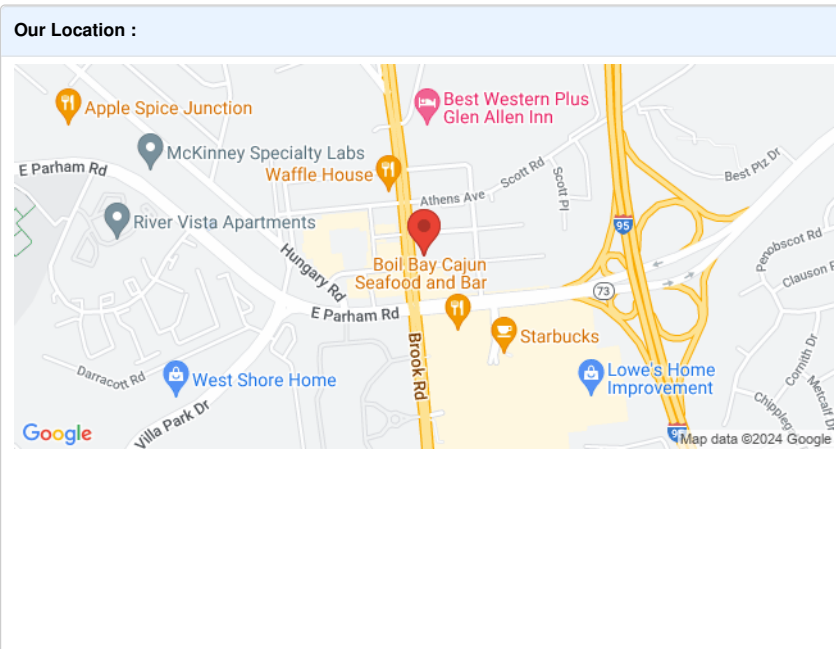 Our Location :
Best Western Plus
Glen Allen Inn
Apple Spice Junction
McKinney Specialty Labs
E Parham Rd
Waffle House
Best Plz Dr
Scott Rd
Scott Pl
Athens Ave
River Vista Apartments
95
Penobscot Rd
Hungary Rd
Boil Bay Cajun
Seafood and Bar
Clauson
73
E Parham Rd
Starbucks
Brook Rd
Cornith Dr
Darracott Rd
West Shore Home
Lowe's Home
Improvement
Metcalf Dr
Villa Park Dr
Google
Map data ©2024 Google